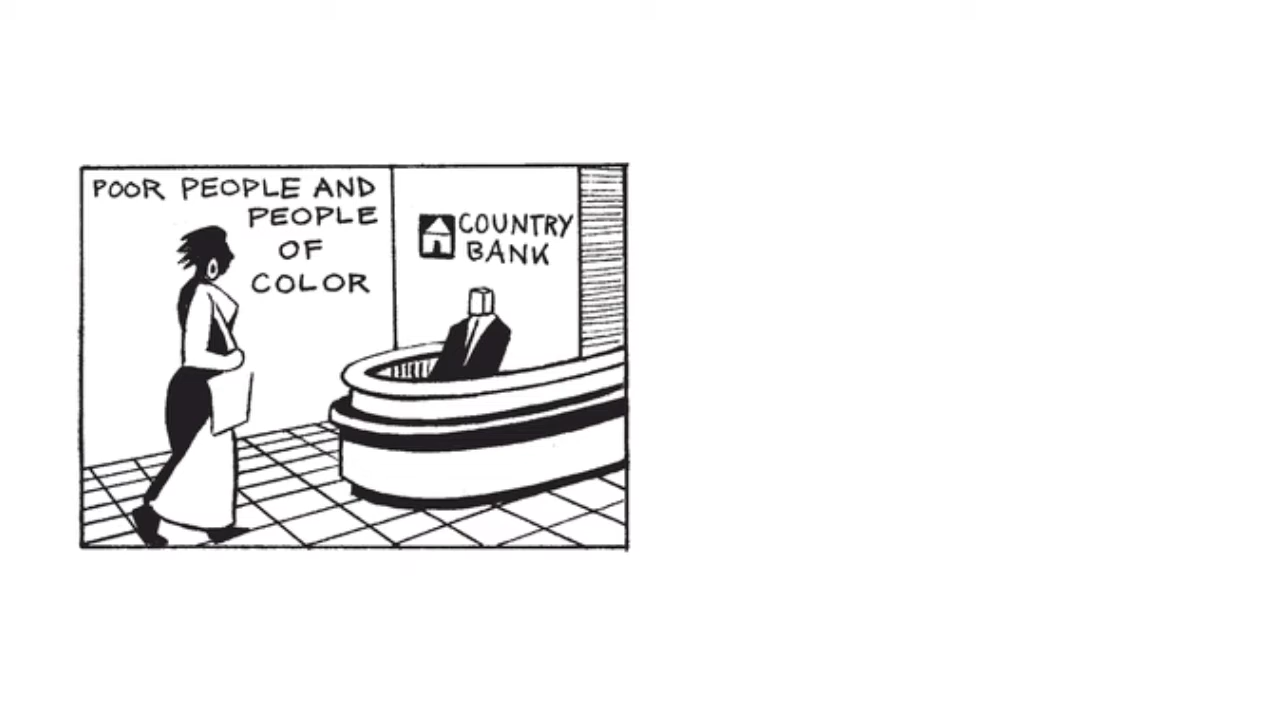 POOR PEOPLE AND
PEOPLE
OF
COLOR
COUNTRY
BANK